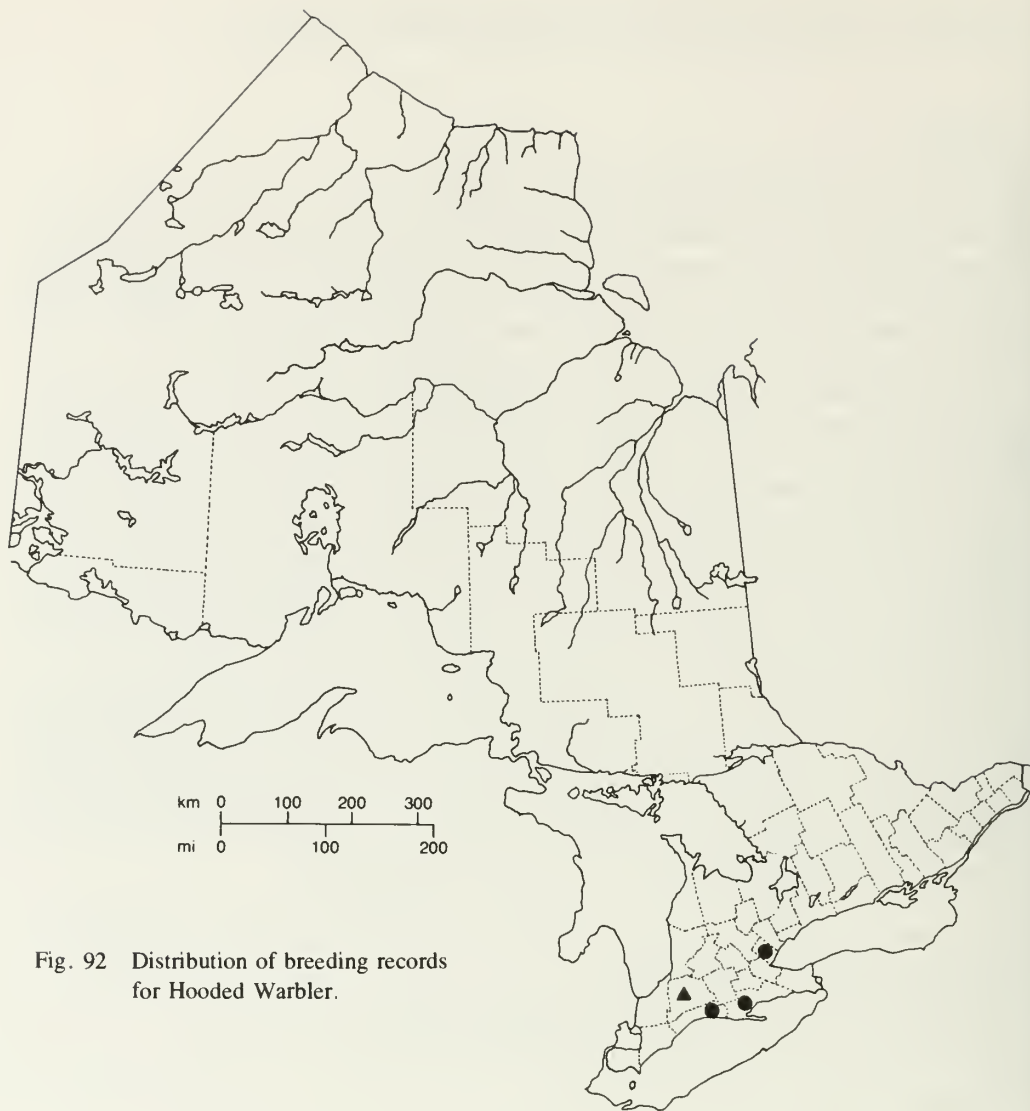 km 0 100 200 300
mi 0 100 200
Fig. 92 Distribution of breeding records
for Hooded Warbler.